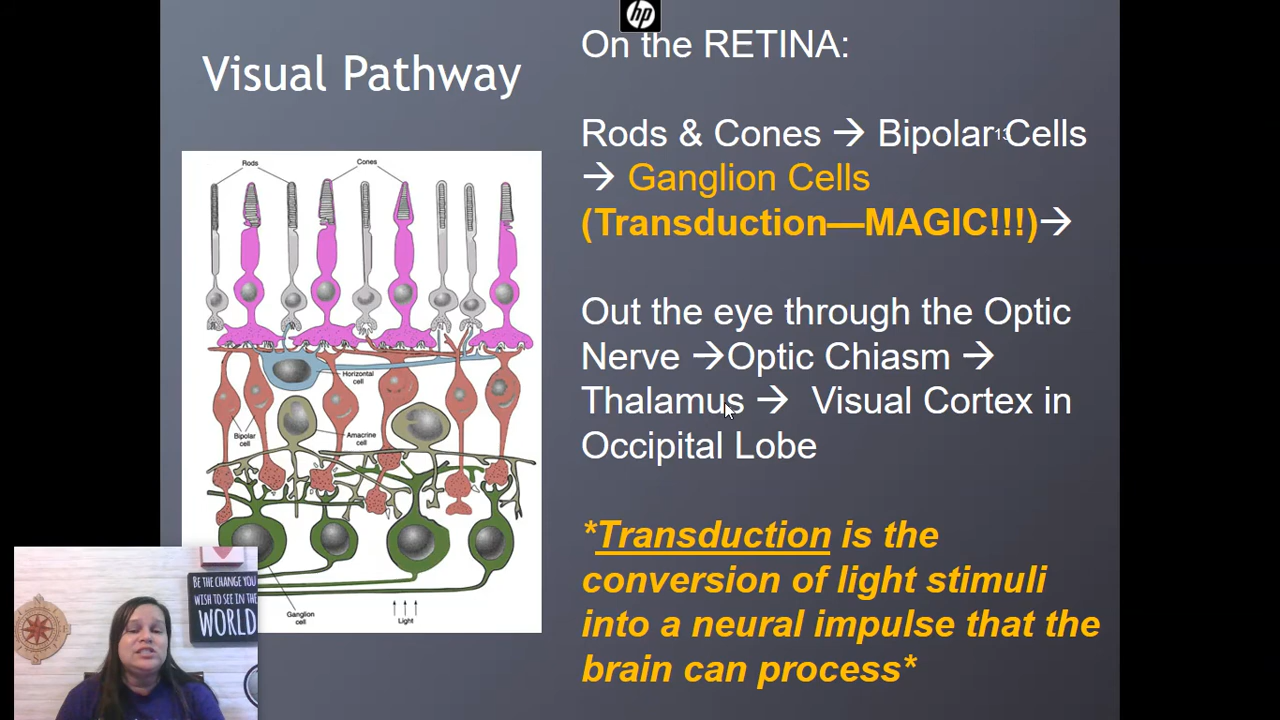 hp
Visual Pathway
On the RETINA:
Rods & Cones → Bipolar Cells
13
→ Ganglion Cells
(Transduction—MAGIC!!!)→
Out the eye through the Optic
Nerve →Optic Chiasm →
Thalamus → Visual Cortex in
Occipital Lobe
*Transduction is the
conversion of light stimuli
into a neural impulse that the
brain can process*
Rods
Cones
Horizontal
cell
Bipolar
cell
Amacrine
cell
Ganglion
cell
Light
BE THE CHANGE YOU
WISH TO SEE IN THE
WORLD